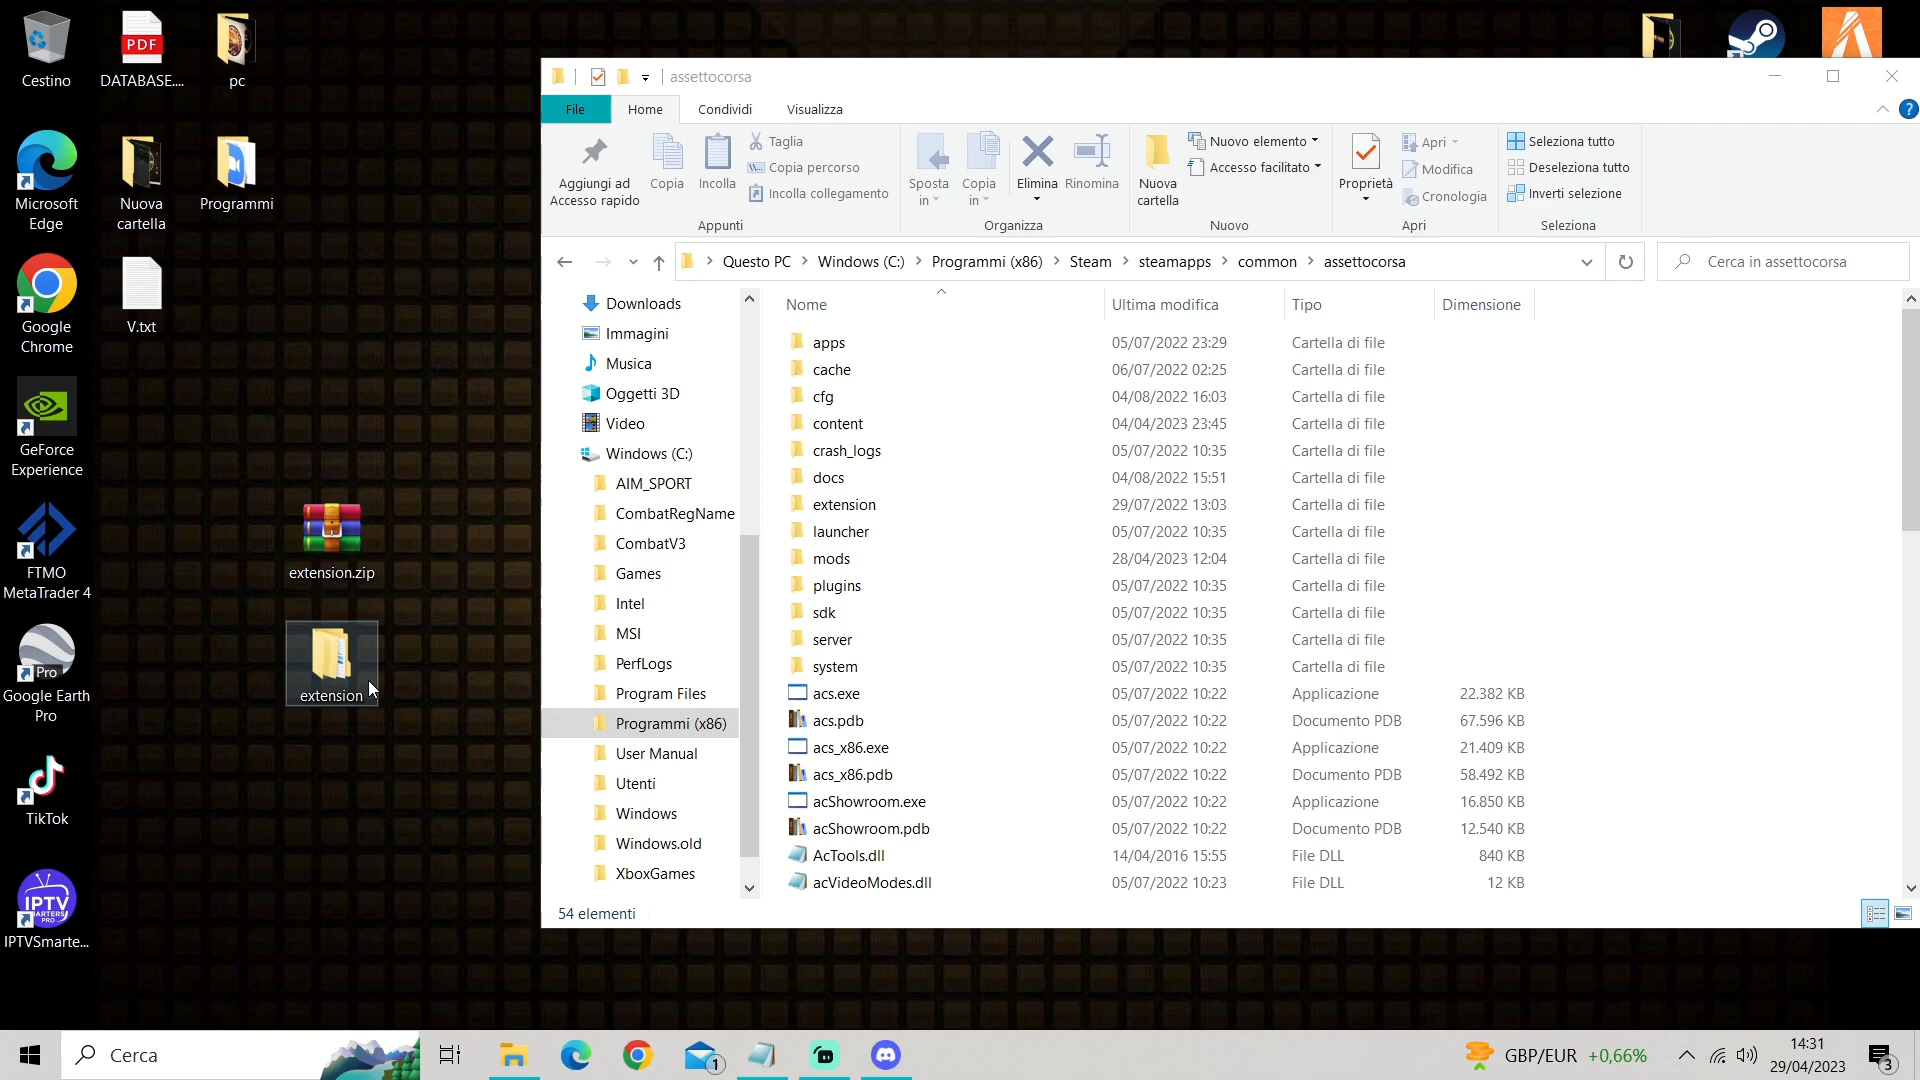 Cestino
PDF
DATABASE....
pc
Microsoft
Edge
Nuova
cartella
Programmi
Google
Chrome
V.txt
GeForce
Experience
extension.zip
FTMO
MetaTrader 4
extension
Pro
Google Earth
Pro
TikTok
IPTV
SMARTERS
PRO
IPTVSmarte...
assettocorsa
File
Home
Condividi
Visualizza
Aggiungi ad
Accesso rapido
Copia
Incolla
Taglia
Copia percorso
Incolla collegamento
Appunti
Sposta
in
Copia
in
Elimina
Rinomina
Organizza
Nuova
cartella
Nuovo elemento
Accesso facilitato
Nuovo
Proprietà
Apri
Modifica
Cronologia
Apri
Seleziona tutto
Deseleziona tutto
Inverti selezione
Seleziona
Questo PC > Windows (C:) > Programmi (x86) > Steam > steamapps > common > assettocorsa
Cerca in assettocorsa
Downloads
Immagini
Musica
Oggetti 3D
Video
Windows (C:)
AIM_SPORT
CombatRegName
CombatV3
Games
Intel
MSI
PerfLogs
Program Files
Programmi (x86)
User Manual
Utenti
Windows
Windows.old
XboxGames
Nome Ultima modifica Tipo Dimensione
apps 05/07/2022 23:29 Cartella di file
cache 06/07/2022 02:25 Cartella di file
cfg 04/08/2022 16:03 Cartella di file
content 04/04/2023 23:45 Cartella di file
crash_logs 05/07/2022 10:35 Cartella di file
docs 04/08/2022 15:51 Cartella di file
extension 29/07/2022 13:03 Cartella di file
launcher 05/07/2022 10:35 Cartella di file
mods 28/04/2023 12:04 Cartella di file
plugins 05/07/2022 10:35 Cartella di file
sdk 05/07/2022 10:35 Cartella di file
server 05/07/2022 10:35 Cartella di file
system 05/07/2022 10:35 Cartella di file
acs.exe 05/07/2022 10:22 Applicazione 22.382 KB
acs.pdb 05/07/2022 10:22 Documento PDB 67.596 KB
acs_x86.exe 05/07/2022 10:22 Applicazione 21.409 KB
acs_x86.pdb 05/07/2022 10:22 Documento PDB 58.492 KB
acShowroom.exe 05/07/2022 10:22 Applicazione 16.850 KB
acShowroom.pdb 05/07/2022 10:22 Documento PDB 12.540 KB
AcTools.dll 14/04/2016 15:55 File DLL 840 KB
acVideoModes.dll 05/07/2022 10:23 File DLL 12 KB
54 elementi
Cerca
1
GBP/EUR +0,66%
14:31
29/04/2023
3